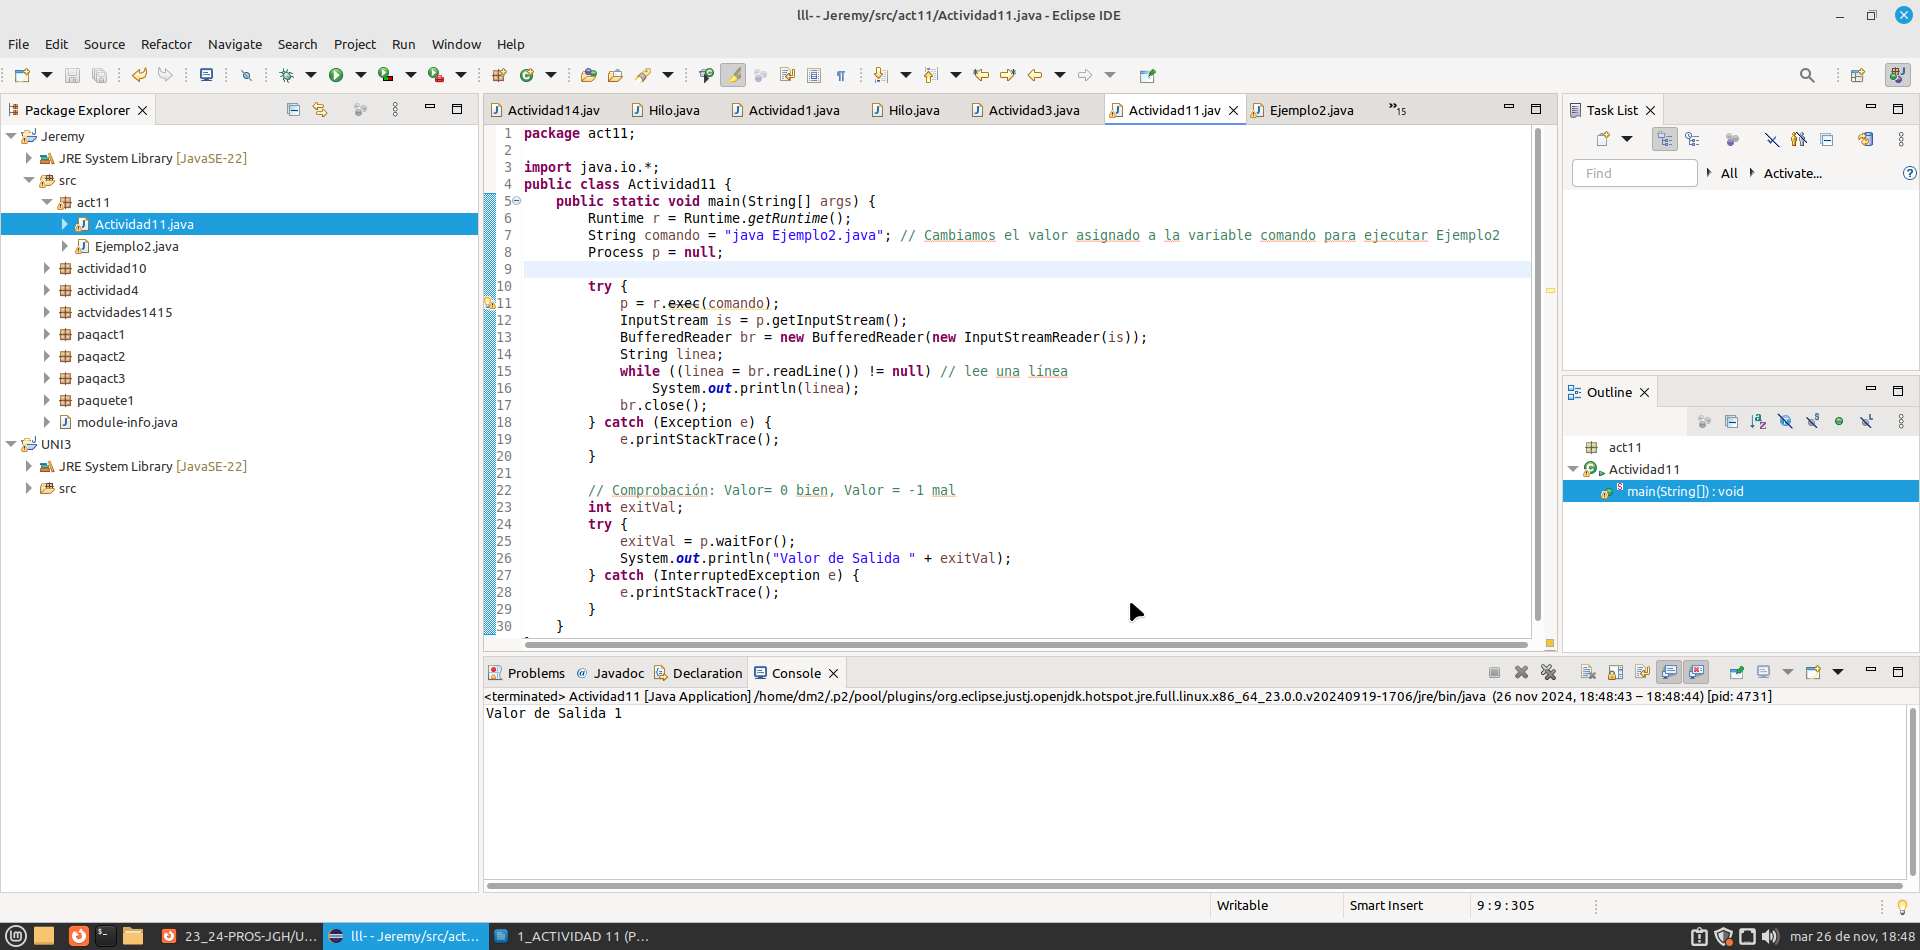 lll-- Jeremy/src/act11/Actividad11.java - Eclipse IDE
File Edit Source Refactor Navigate Search Project Run Window Help
Package Explorer
Jeremy
JRE System Library [JavaSE-22]
src
act11
Actividad11.java
Ejemplo2.java
actividad10
actividad4
actvidades1415
paqact1
paqact2
paqact3
paquete1
module-info.java
UNI3
JRE System Library [JavaSE-22]
src
Actividad14.jav Hilo.java Actividad1.java Hilo.java Actividad3.java Actividad11.jav Ejemplo2.java »15
1 package act11;
2
3 import java.io.*;
4 public class Actividad11 {
5 public static void main(String[] args) {
6 Runtime r = Runtime.getRuntime();
7 String comando = "java Ejemplo2.java"; // Cambiamos el valor asignado a la variable comando para ejecutar Ejemplo2
8 Process p = null;
9
10 try {
11 p = r.exec(comando);
12 InputStream is = p.getInputStream();
13 BufferedReader br = new BufferedReader(new InputStreamReader(is));
14 String linea;
15 while ((linea = br.readLine()) != null) // lee una línea
16 System.out.println(linea);
17 br.close();
18 } catch (Exception e) {
19 e.printStackTrace();
20 }
21
22 // Comprobación: Valor= 0 bien, Valor = -1 mal
23 int exitVal;
24 try {
25 exitVal = p.waitFor();
26 System.out.println("Valor de Salida " + exitVal);
27 } catch (InterruptedException e) {
28 e.printStackTrace();
29 }
30 }
Task List
Find All Activate...
Outline
act11
Actividad11
main(String[]) : void
Problems Javadoc Declaration Console
<terminated> Actividad11 [Java Application] /home/dm2/.p2/pool/plugins/org.eclipse.justj.openjdk.hotspot.jre.full.linux.x86_64_23.0.0.v20240919-1706/jre/bin/java (26 nov 2024, 18:48:43 – 18:48:44) [pid: 4731]
Valor de Salida 1
Writable Smart Insert 9 : 9 : 305
23_24-PROS-JGH/U... lll-- Jeremy/src/act... 1_ACTIVIDAD 11 (P... mar 26 de nov, 18:48